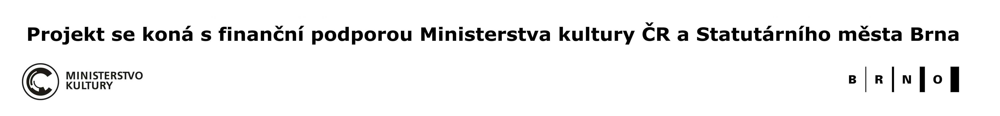 Projekt se koná s finanční podporou Ministerstva kultury ČR a Statutárního města Brna
MINISTERSTVO
KULTURY
B R N O